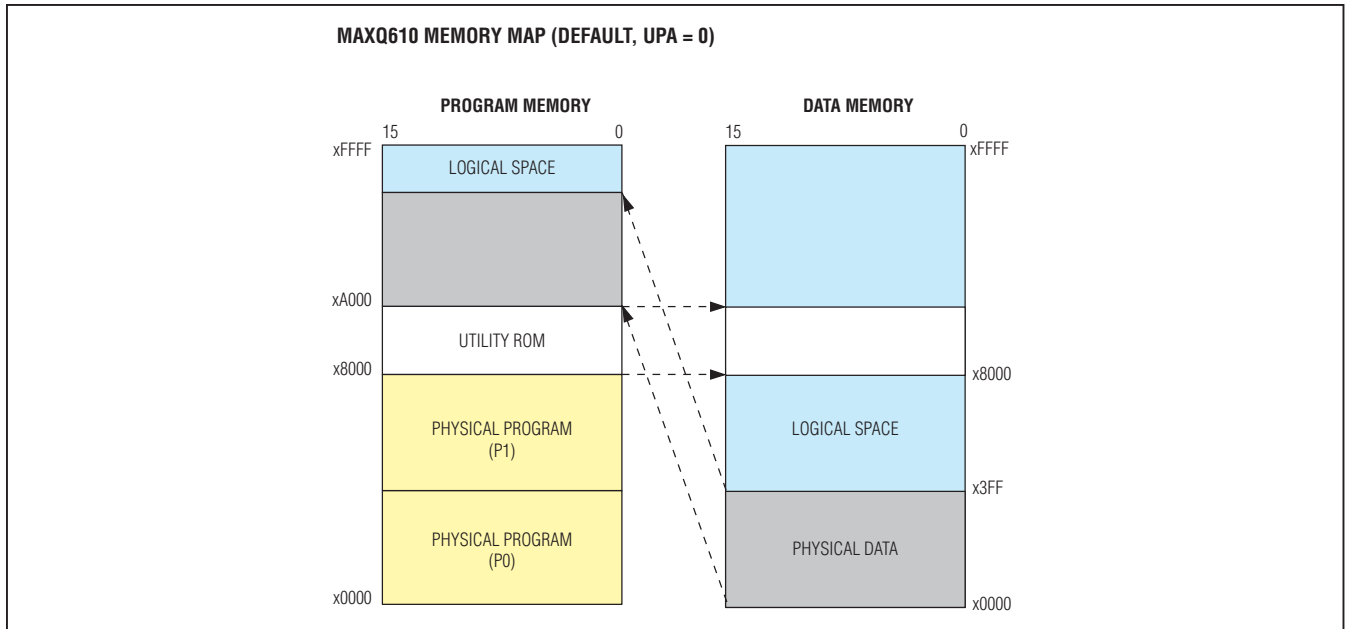 MAXQ610 MEMORY MAP (DEFAULT, UPA = 0)
PROGRAM MEMORY
15 0
xFFFF
LOGICAL SPACE
xA000
UTILITY ROM
x8000
PHYSICAL PROGRAM
(P1)
PHYSICAL PROGRAM
(P0)
x0000
DATA MEMORY
15 0
xFFFF
x8000
LOGICAL SPACE
x3FF
PHYSICAL DATA
x0000